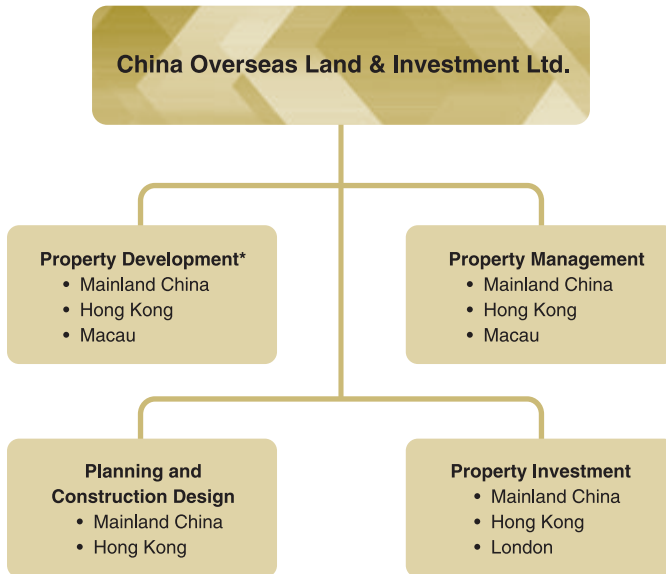 China Overseas Land & Investment Ltd.
Property Development*
• Mainland China
• Hong Kong
• Macau
Property Management
• Mainland China
• Hong Kong
• Macau
Planning and
Construction Design
• Mainland China
• Hong Kong
Property Investment
• Mainland China
• Hong Kong
• London